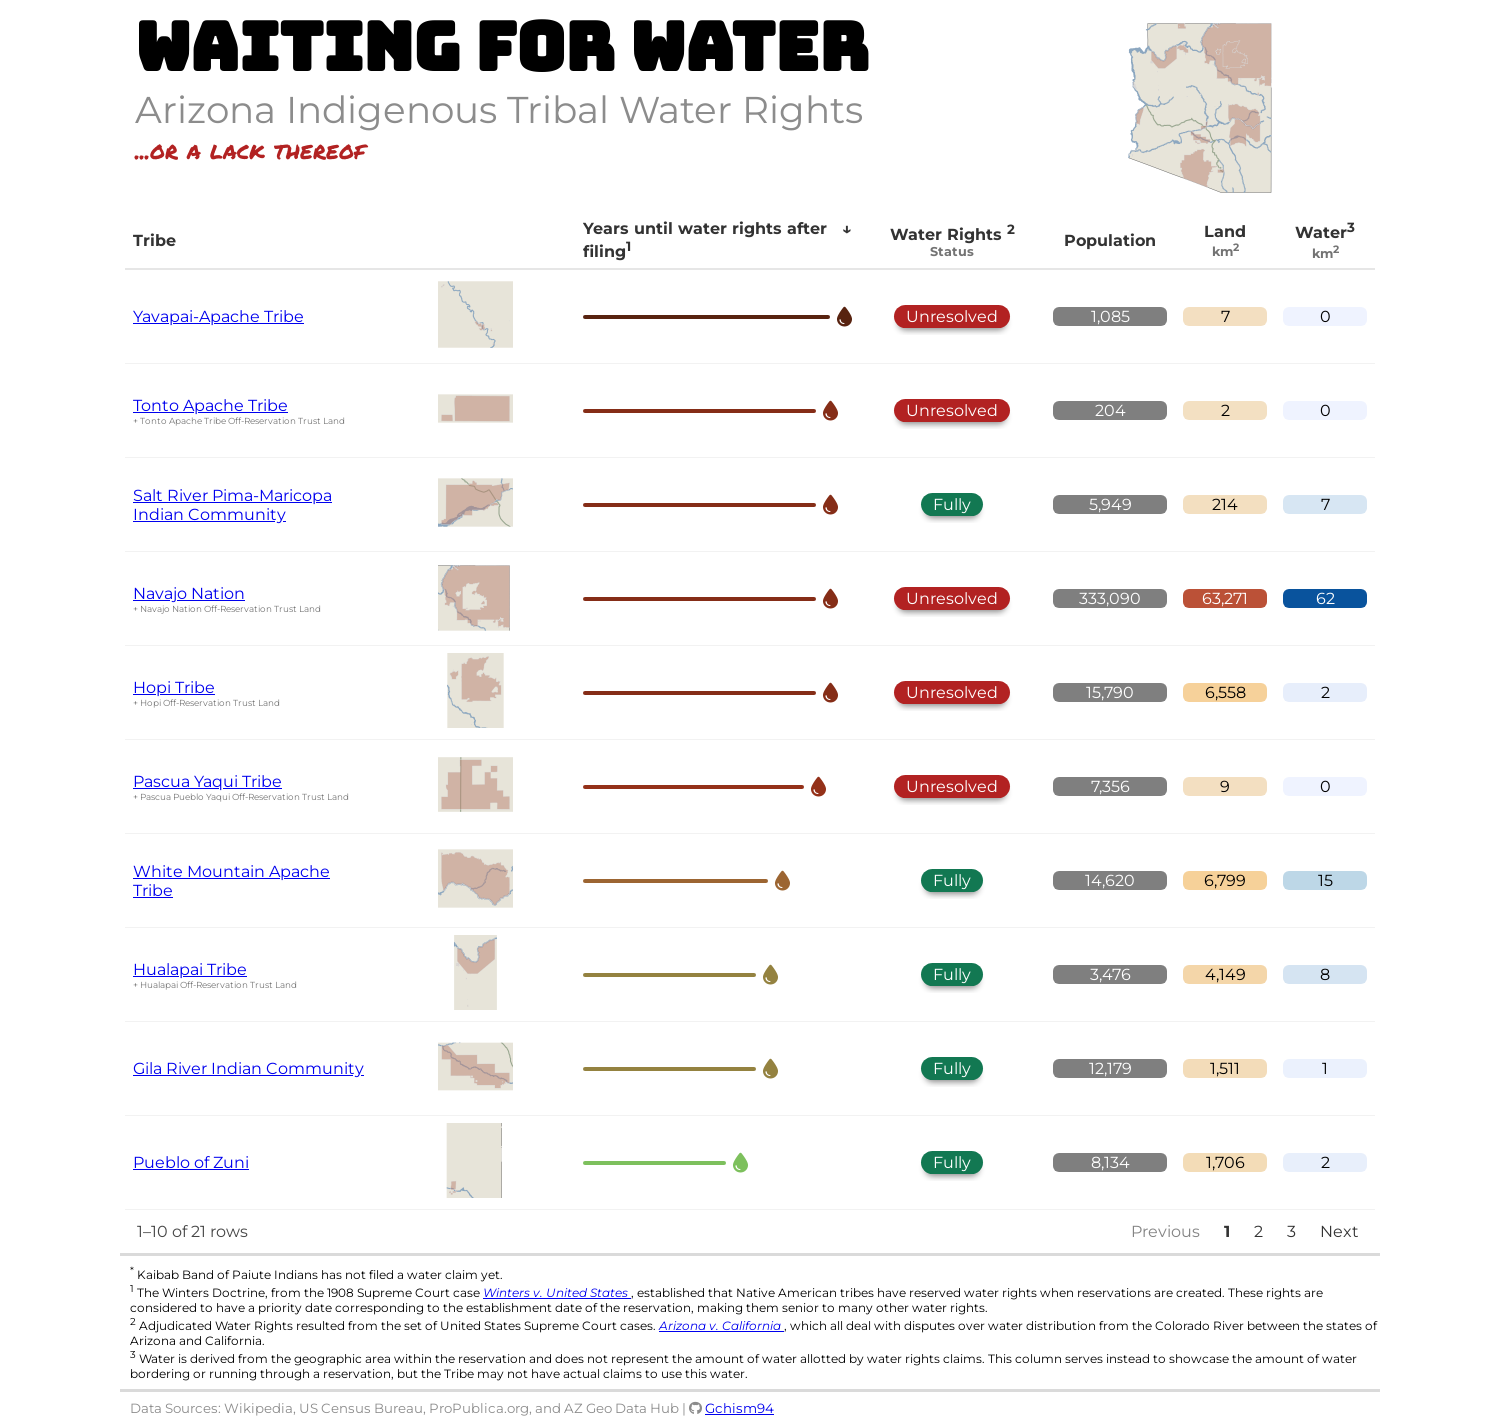 WAITING FOR WATER
Arizona Indigenous Tribal Water Rights
...OR A LACK THEREOF
Tribe
Years until water rights after ↓
filing1
Water Rights 2
Status
Population
Land
km2
Water3
km2
Yavapai-Apache Tribe
Unresolved
1,085
7
0
Tonto Apache Tribe
+ Tonto Apache Tribe Off-Reservation Trust Land
Unresolved
204
2
0
Salt River Pima-Maricopa
Indian Community
Fully
5,949
214
7
Navajo Nation
+ Navajo Nation Off-Reservation Trust Land
Unresolved
333,090
63,271
62
Hopi Tribe
+ Hopi Off-Reservation Trust Land
Unresolved
15,790
6,558
2
Pascua Yaqui Tribe
+ Pascua Pueblo Yaqui Off-Reservation Trust Land
Unresolved
7,356
9
0
White Mountain Apache
Tribe
Fully
14,620
6,799
15
Hualapai Tribe
+ Hualapai Off-Reservation Trust Land
Fully
3,476
4,149
8
Gila River Indian Community
Fully
12,179
1,511
1
Pueblo of Zuni
Fully
8,134
1,706
2
1–10 of 21 rows
Previous 1 2 3 Next
* Kaibab Band of Paiute Indians has not filed a water claim yet.
1 The Winters Doctrine, from the 1908 Supreme Court case Winters v. United States , established that Native American tribes have reserved water rights when reservations are created. These rights are
considered to have a priority date corresponding to the establishment date of the reservation, making them senior to many other water rights.
2 Adjudicated Water Rights resulted from the set of United States Supreme Court cases. Arizona v. California , which all deal with disputes over water distribution from the Colorado River between the states of
Arizona and California.
3 Water is derived from the geographic area within the reservation and does not represent the amount of water allotted by water rights claims. This column serves instead to showcase the amount of water
bordering or running through a reservation, but the Tribe may not have actual claims to use this water.
Data Sources: Wikipedia, US Census Bureau, ProPublica.org, and AZ Geo Data Hub | Gchism94